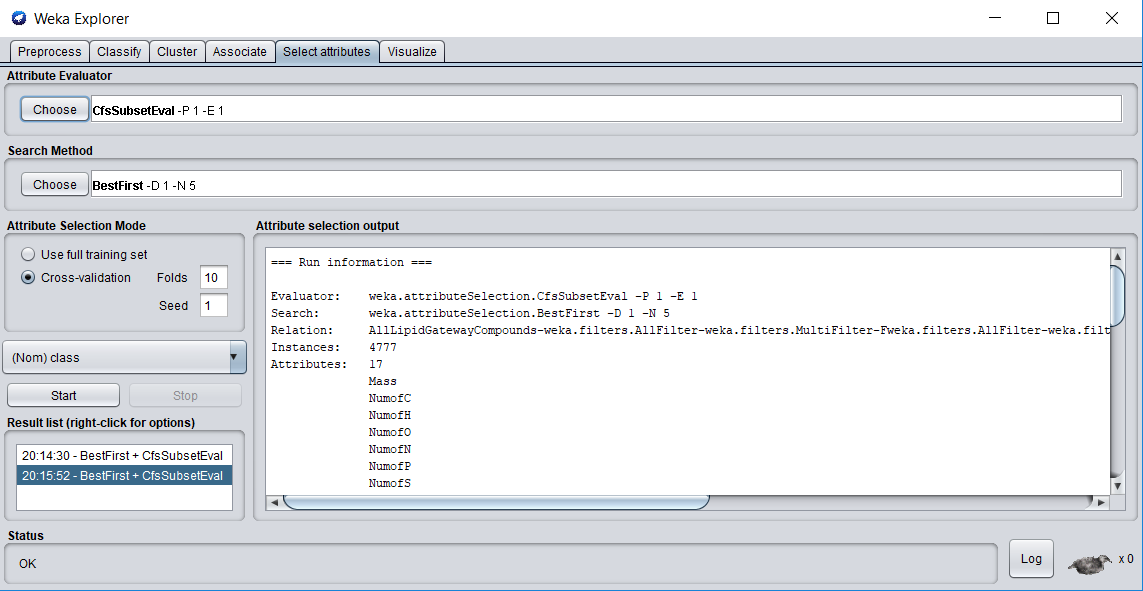 Weka Explorer
Preprocess Classify Cluster Associate Select attributes Visualize
Attribute Evaluator
Choose CfsSubsetEval -P 1 -E 1
Search Method
Choose BestFirst -D 1 -N 5
Attribute Selection Mode
Use full training set
Cross-validation Folds 10
Seed 1
(Nom) class
Start Stop
Result list (right-click for options)
20:14:30 - BestFirst + CfsSubsetEval
20:15:52 - BestFirst + CfsSubsetEval
Attribute selection output
=== Run information ===
Evaluator: weka.attributeSelection.CfsSubsetEval -P 1 -E 1
Search: weka.attributeSelection.BestFirst -D 1 -N 5
Relation: AllLipidGatewayCompounds-weka.filters.AllFilter-weka.filters.MultiFilter-Fweka.filters.AllFilter-weka.filt
Instances: 4777
Attributes: 17
Mass
NumofC
NumofH
NumofO
NumofN
NumofP
NumofS
Status
OK
Log x 0